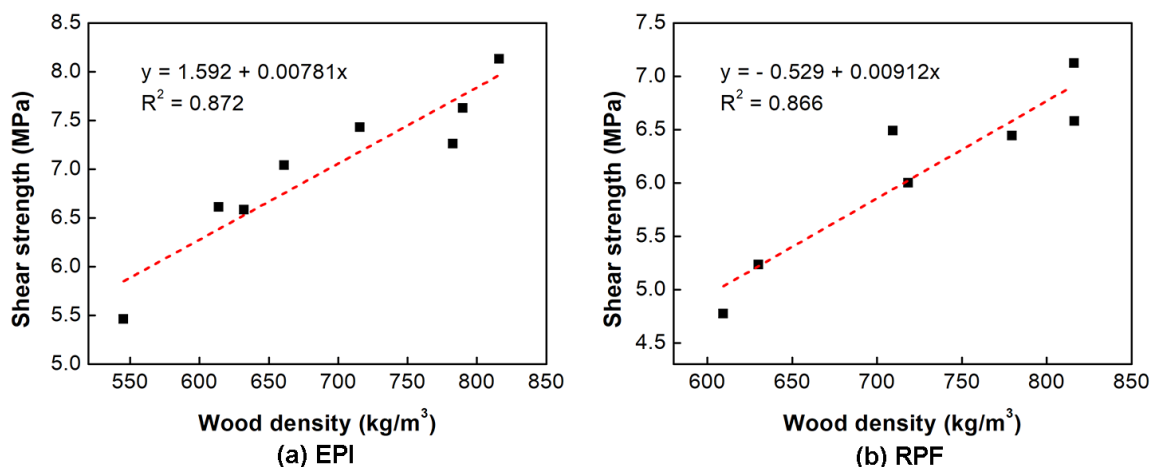 8.5
8.0
7.5
7.0
6.5
6.0
5.5
5.0
Shear strength (MPa)
y = 1.592 + 0.00781x
R² = 0.872
550 600 650 700 750 800 850
Wood density (kg/m³)
(a) EPI
7.5
7.0
6.5
6.0
5.5
5.0
4.5
Shear strength (MPa)
y = - 0.529 + 0.00912x
R² = 0.866
600 650 700 750 800 850
Wood density (kg/m³)
(b) RPF